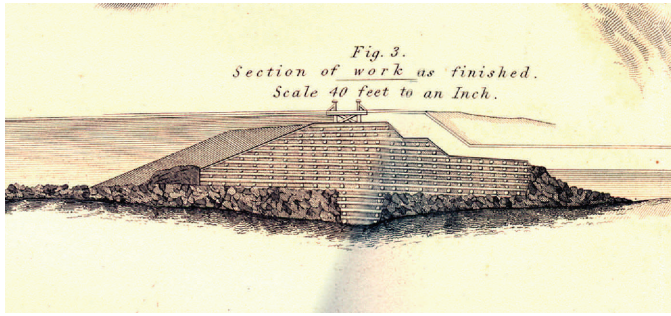 Fig. 3.
Section of work as finished.
Scale 40 feet to an Inch.